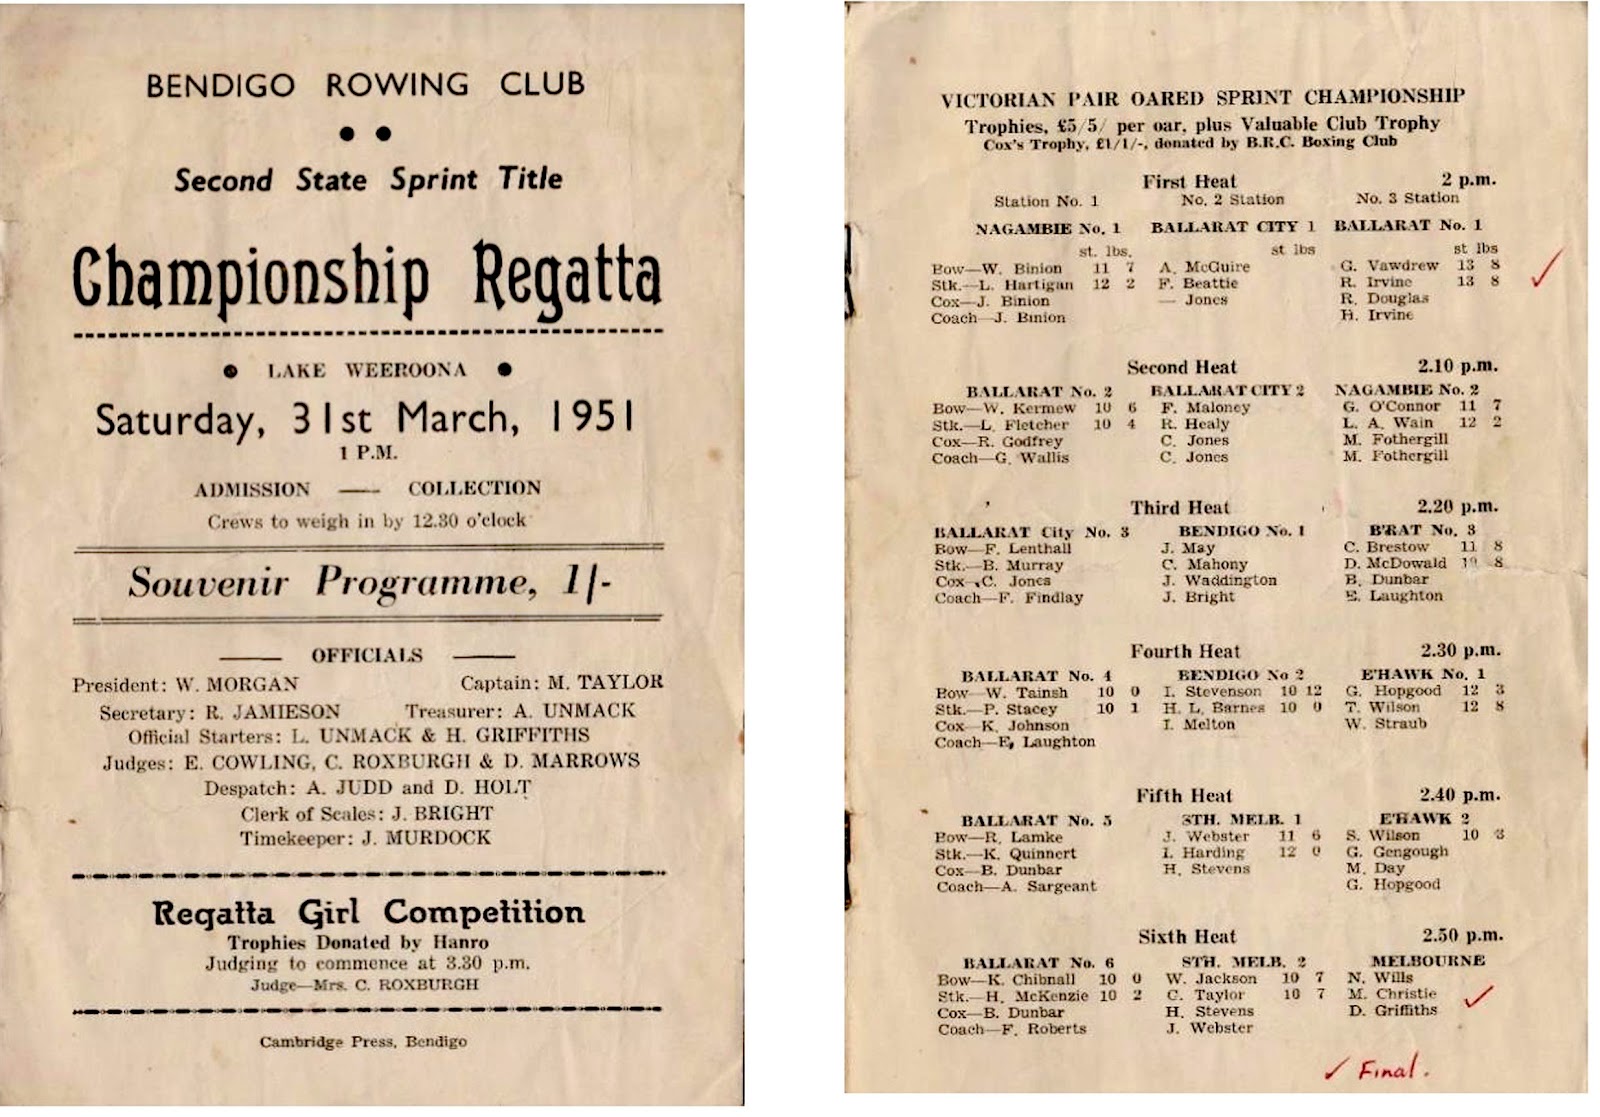 BENDIGO ROWING CLUB
Second State Sprint Title
Championship Regatta
LAKE WEEROONA
Saturday, 31st March, 1951
1 P.M.
ADMISSION — COLLECTION
Crews to weigh in by 12.30 o'clock
Souvenir Programme, 1/-
OFFICIALS
President: W. MORGAN Captain: M. TAYLOR
Secretary: R. JAMIESON Treasurer: A. UNMACK
Official Starters: L. UNMACK & H. GRIFFITHS
Judges: E. COWLING, C. ROXBURGH & D. MARROWS
Despatch: A. JUDD and D. HOLT
Clerk of Scales: J. BRIGHT
Timekeeper: J. MURDOCK
Regatta Girl Competition
Trophies Donated by Hanro
Judging to commence at 3.30 p.m.
Judge—Mrs. C. ROXBURGH
Cambridge Press, Bendigo
VICTORIAN PAIR OARED SPRINT CHAMPIONSHIP
Trophies, £5/5/ per oar, plus Valuable Club Trophy
Cox's Trophy, £1/1/-, donated by B.R.C. Boxing Club
First Heat 2 p.m.
Station No. 1 No. 2 Station No. 3 Station
NAGAMBIE No. 1 BALLARAT CITY 1 BALLARAT No. 1
st. lbs. st lbs st lbs
Bow—W. Binion 11 7 A. McGuire G. Vawdrew 13 8
Stk.—L. Hartigan 12 2 F. Beattie R. Irvine 13 8
Cox—J. Binion — Jones R. Douglas
Coach—J. Binion H. Irvine
Second Heat 2.10 p.m.
BALLARAT No. 2 BALLARAT CITY 2 NAGAMBIE No. 2
Bow—W. Kermew 10 6 F. Maloney G. O'Connor 11 7
Stk.—L. Fletcher 10 4 R. Healy L. A. Wain 12 2
Cox—R. Godfrey C. Jones M. Fothergill
Coach—G. Wallis C. Jones M. Fothergill
Third Heat 2.20 p.m.
BALLARAT City No. 3 BENDIGO No. 1 B'RAT No. 3
Bow—F. Lenthall J. May C. Brestow 11 8
Stk.—B. Murray C. Mahony D. McDowald 8
Cox—C. Jones J. Waddington B. Dunbar
Coach—F. Findlay J. Bright E. Laughton
Fourth Heat 2.30 p.m.
BALLARAT No. 4 BENDIGO No 2 E'HAWK No. 1
Bow—W. Tainsh 10 0 I. Stevenson 10 12 G. Hopgood 12 3
Stk.—P. Stacey 10 1 H. L. Barnes 10 0 T. Wilson 12 8
Cox—K. Johnson I. Melton W. Straub
Coach—E. Laughton
Fifth Heat 2.40 p.m.
BALLARAT No. 5 STH. MELB. 1 E'HAWK 2
Bow—R. Lamke J. Webster 11 6 S. Wilson 10 3
Stk.—K. Quinnert I. Harding 12 0 G. Gengough
Cox—B. Dunbar H. Stevens M. Day
Coach—A. Sargeant G. Hopgood
Sixth Heat 2.50 p.m.
BALLARAT No. 6 STH. MELB. 2 MELBOURNE
Bow—K. Chibnall 10 0 W. Jackson 10 7 N. Wills
Stk.—H. McKenzie 10 2 C. Taylor 10 7 M. Christie
Cox—B. Dunbar H. Stevens D. Griffiths
Coach—F. Roberts J. Webster
✓ Final.